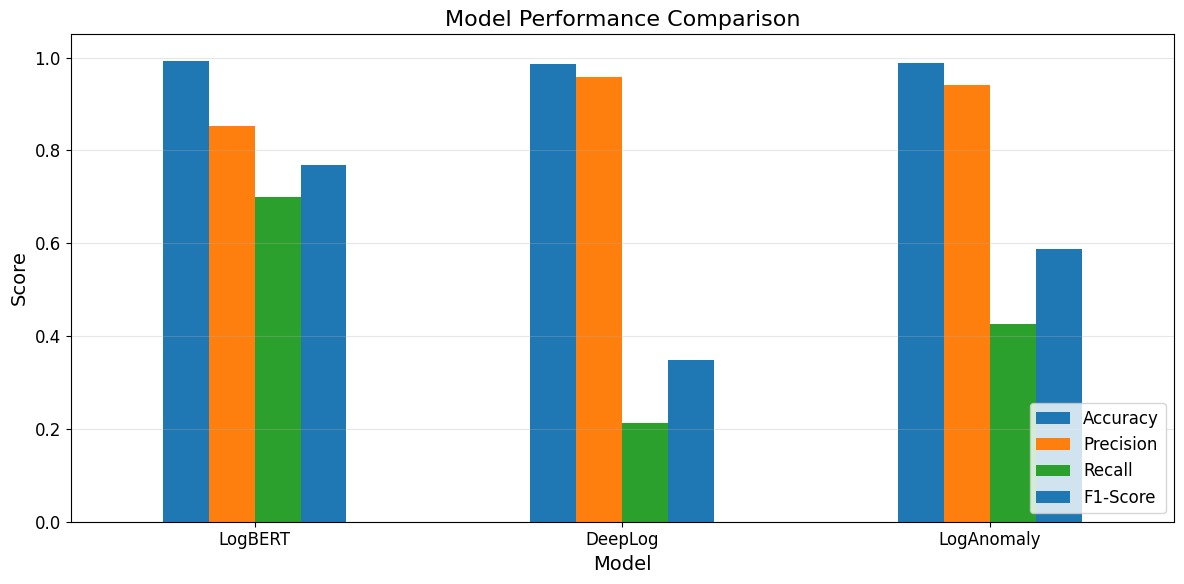 Model Performance Comparison
Score
1.0
0.8
0.6
0.4
0.2
0.0
LogBERT
DeepLog
LogAnomaly
Model
Accuracy
Precision
Recall
F1-Score